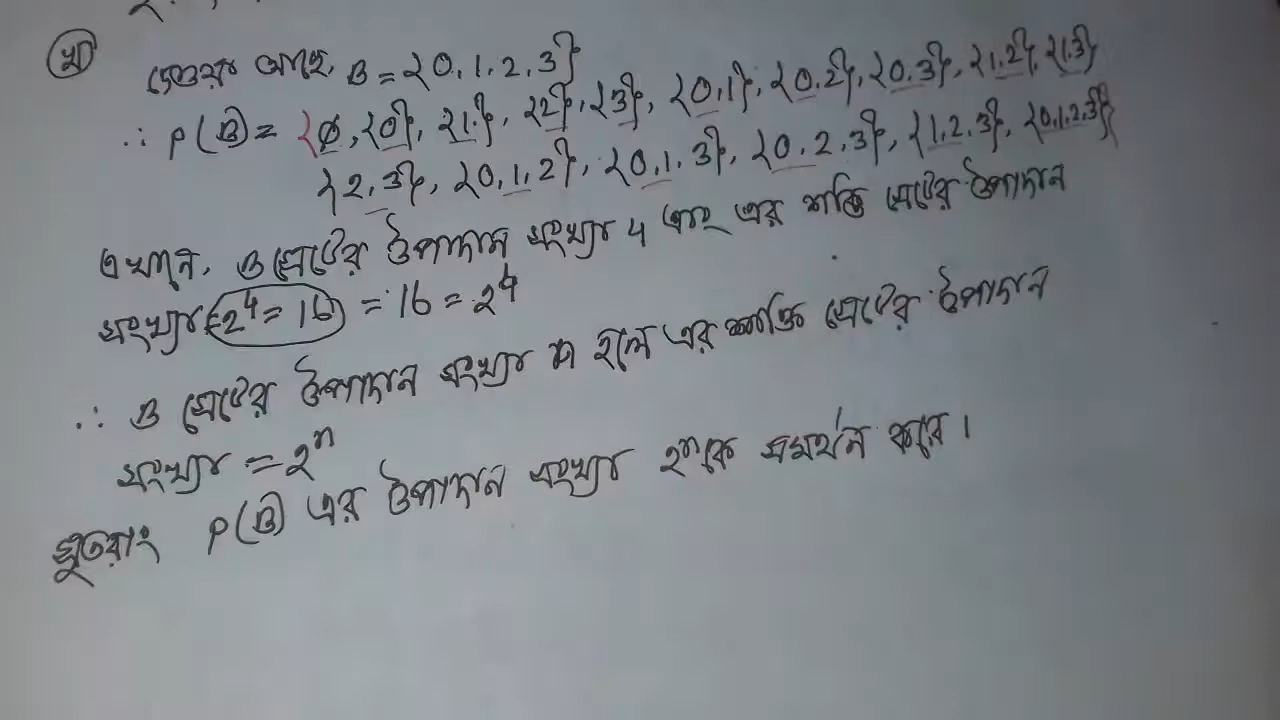 (খ) দেওয়া আছে, B = {0, 1, 2, 3}
∴ P(B) = {∅, {0}, {1}, {2}, {3}, {0,1}, {0,2}, {0,3}, {1,2}, {1,3}
{2,3}, {0,1,2}, {0,1,3}, {0,2,3}, {1,2,3}, {0,1,2,3}}
এখানে, B সেটের উপাদান সংখ্যা 4 এবং এর শক্তি সেটের উপাদান
সংখ্যা (2⁴ = 16) = 16 = 2⁴
∴ B সেটের উপাদান সংখ্যা n হলে এর শক্তি সেটের উপাদান
সংখ্যা = 2ⁿ
সুতরাং P(B) এর উপাদান সংখ্যা 2ⁿ কে সমর্থন করে।